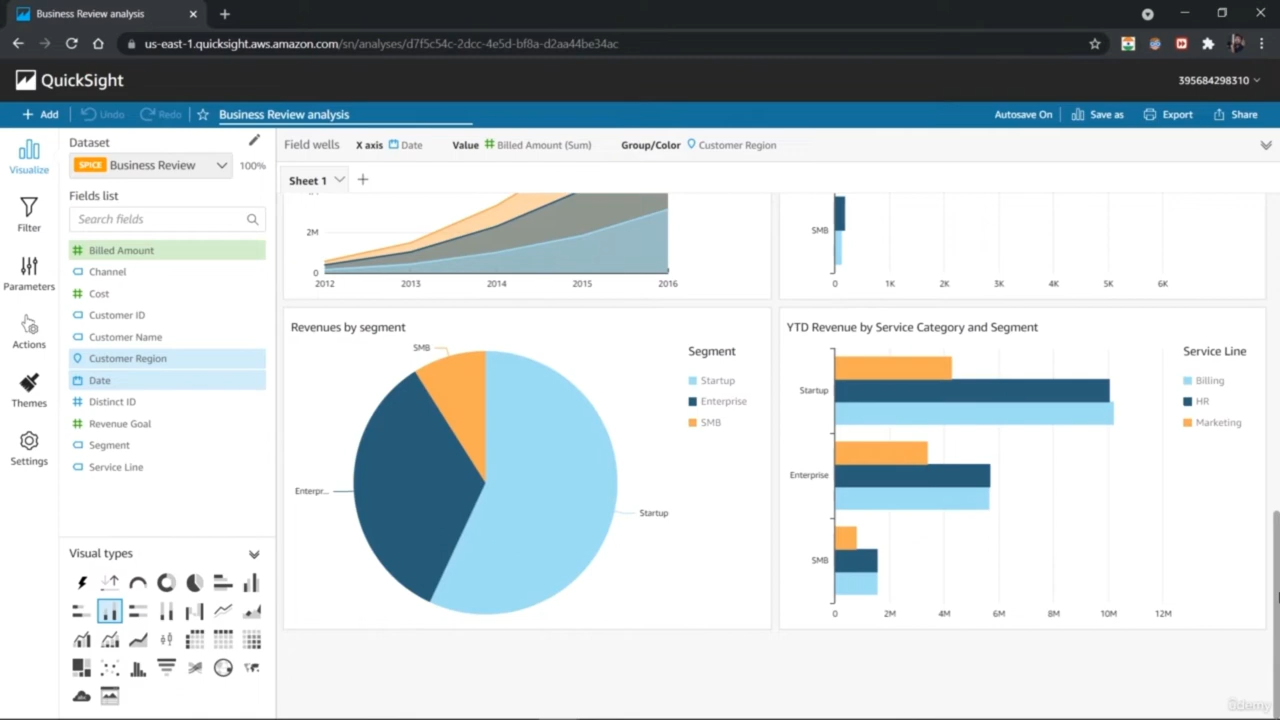 Business Review analysis
us-east-1.quicksight.aws.amazon.com/sn/analyses/d7f5c54c-2dcc-4e5d-bf8a-d2aa44be34ac
QuickSight
395684298310
Add
Undo
Redo
Business Review analysis
Autosave On
Save as
Export
Share
Visualize
Filter
Parameters
Actions
Themes
Settings
Dataset
SPICE Business Review
100%
Fields list
Search fields
Billed Amount
Channel
Cost
Customer ID
Customer Name
Customer Region
Date
Distinct ID
Revenue Goal
Segment
Service Line
Visual types
Field wells X axis Date Value Billed Amount (Sum) Group/Color Customer Region
Sheet 1
2M
0
2012 2013 2014 2015 2016
SMB
0 1K 2K 3K 4K 5K 6K
Revenues by segment
SMB
Enterpr...
Startup
Segment
Startup
Enterprise
SMB
YTD Revenue by Service Category and Segment
Startup
Enterprise
SMB
0 2M 4M 6M 8M 10M 12M
Service Line
Billing
HR
Marketing
ûdemy